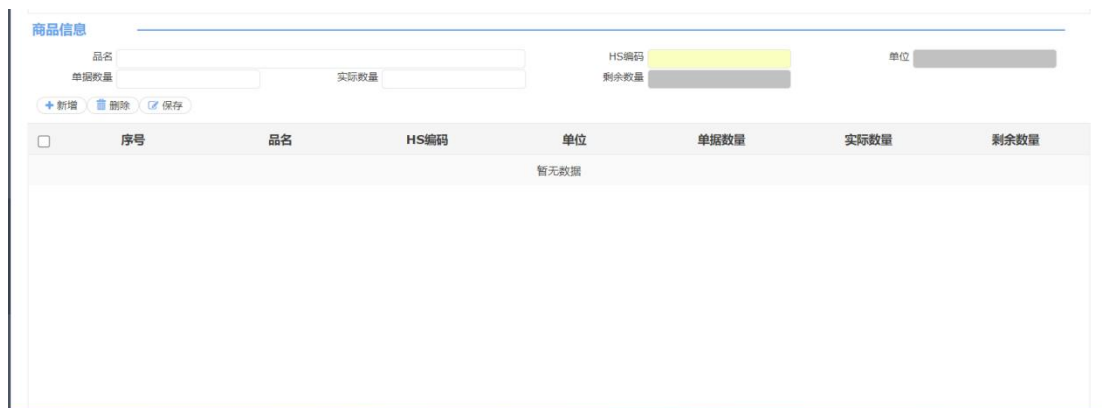 商品信息
品名 HS编码 单位
单据数量 实际数量 剩余数量
新增 删除 保存
序号 品名 HS编码 单位 单据数量 实际数量 剩余数量
暂无数据